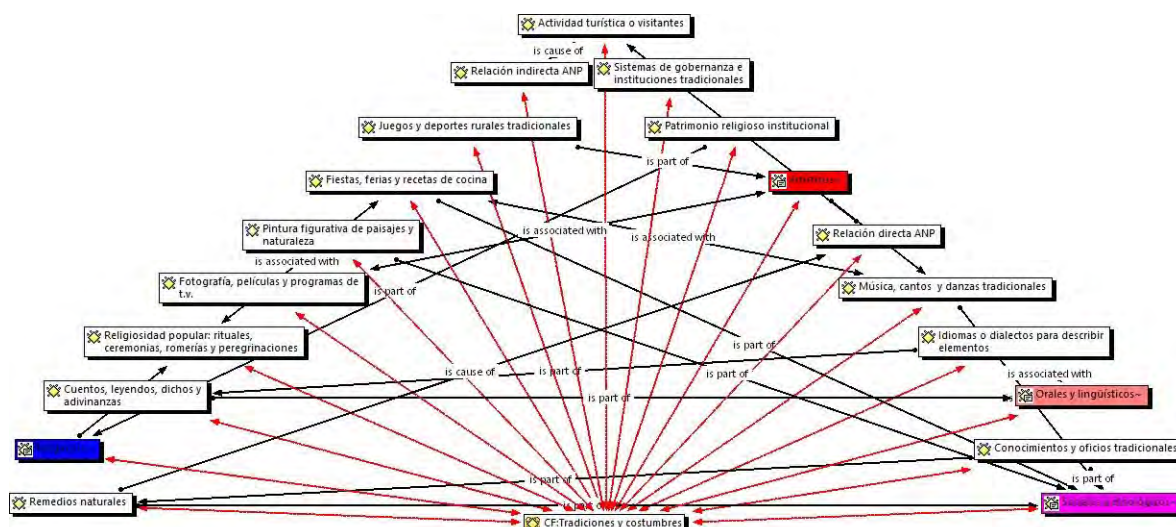 Actividad turística o visitantes
is cause of
Relación indirecta ANP
Sistemas de gobernanza e
instituciones tradicionales
Juegos y deportes rurales tradicionales
Patrimonio religioso institucional
is part of
Fiestas, ferias y recetas de cocina
Pintura figurativa de paisajes y
naturaleza
is associated with
is associated with
Relación directa ANP
is associated with
Fotografía, películas y programas de
t.v.
is part of
Música, cantos y danzas tradicionales
Religiosidad popular: rituales,
ceremonias, romerías y peregrinaciones
Idiomas o dialectos para describir
elementos
is part of
is cause of
is part of
is part of
is associated with
Cuentos, leyendos, dichos y
adivinanzas
is part of
Orales y lingüísticos~
Conocimientos y oficios tradicionales
is part of
is part of
Remedios naturales
is part of
CF:Tradiciones y costumbres